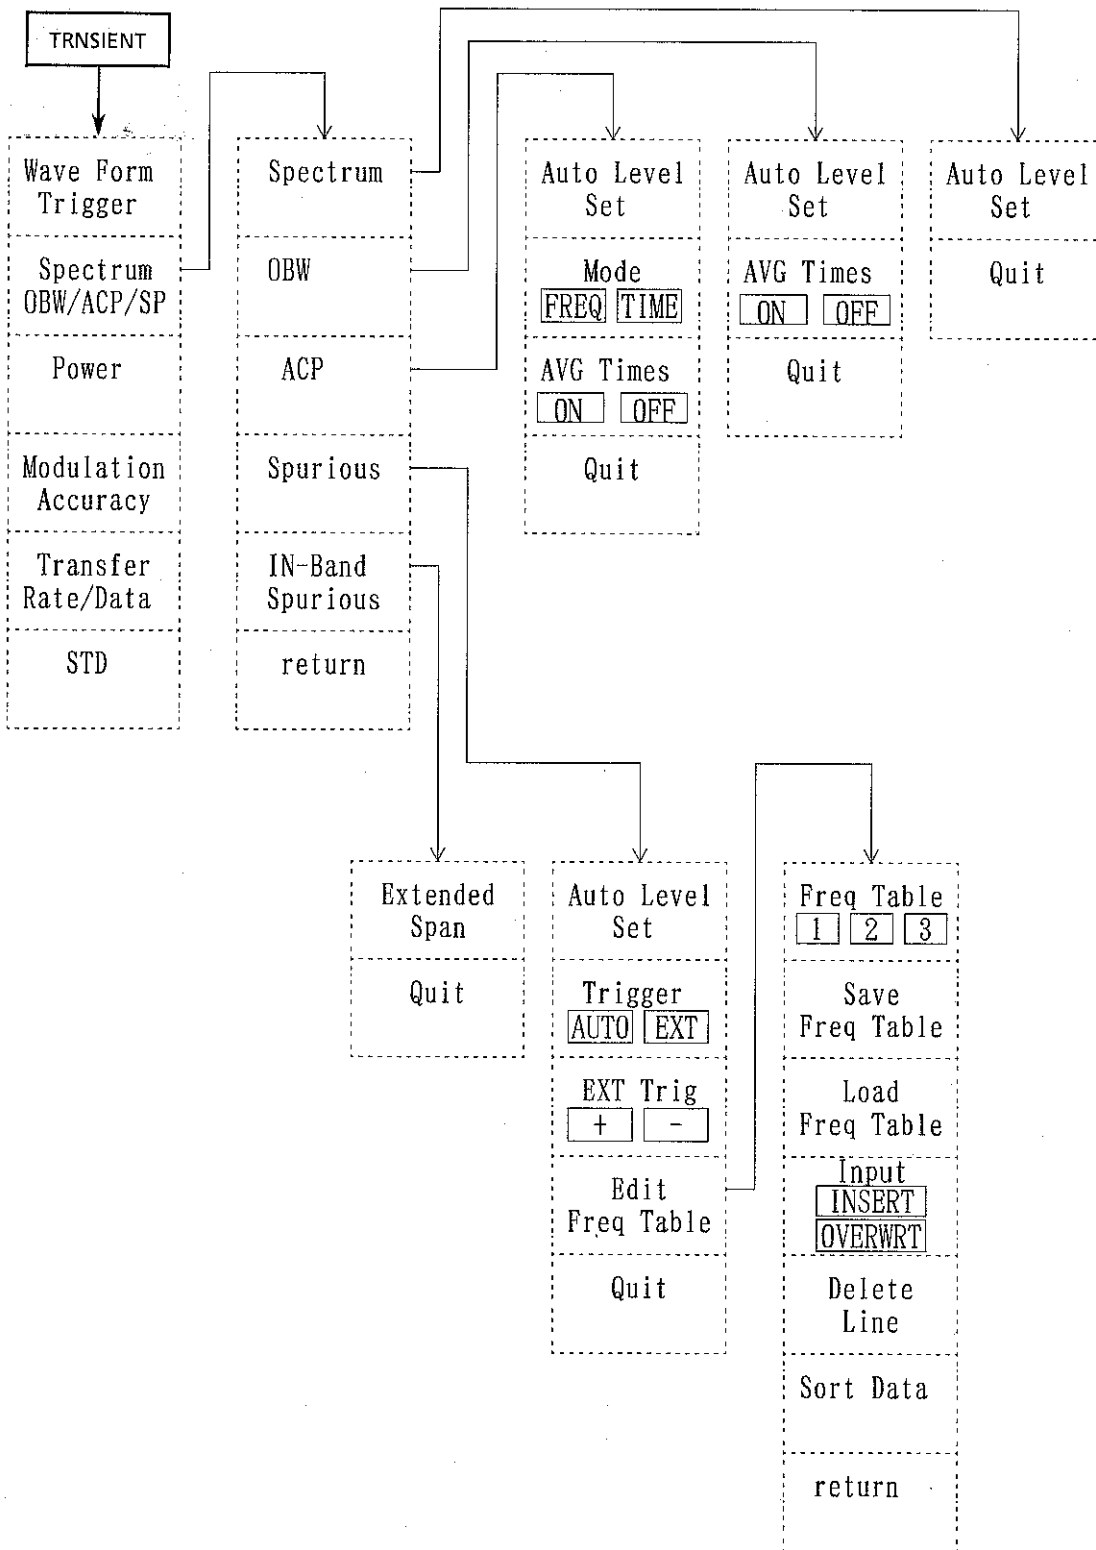 TRNSIENT
Wave Form
Trigger
Spectrum
OBW/ACP/SP
Power
Modulation
Accuracy
Transfer
Rate/Data
STD
Spectrum
OBW
ACP
Spurious
IN-Band
Spurious
return
Auto Level
Set
Mode
FREQ TIME
AVG Times
ON OFF
Quit
Auto Level
Set
AVG Times
ON OFF
Quit
Auto Level
Set
Quit
Extended
Span
Quit
Auto Level
Set
Trigger
AUTO EXT
EXT Trig
+ -
Edit
Freq Table
Quit
Freq Table
1 2 3
Save
Freq Table
Load
Freq Table
Input
INSERT
OVERWRT
Delete
Line
Sort Data
return